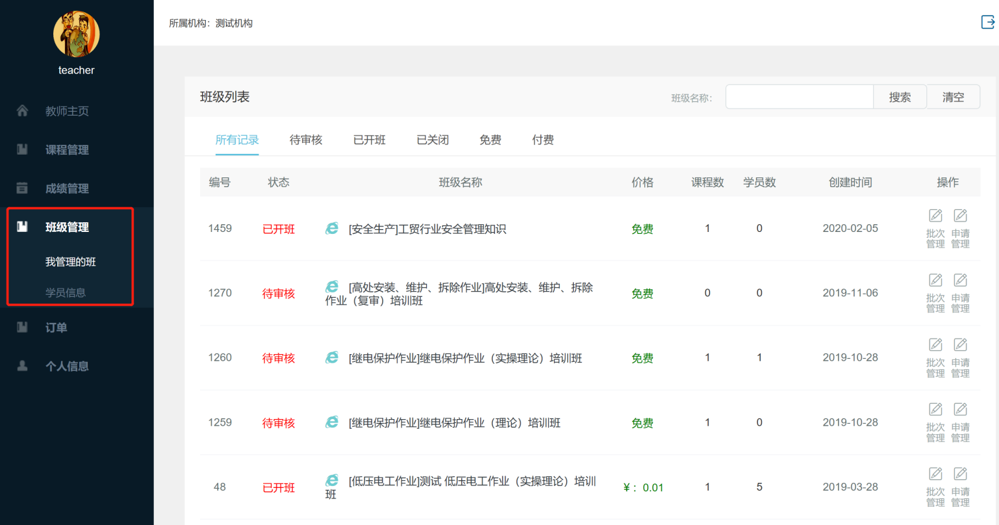 teacher
教师主页
课程管理
成绩管理
班级管理
我管理的班
学员信息
订单
个人信息
所属机构：测试机构
班级列表
班级名称：
搜索
清空
所有记录 待审核 已开班 已关闭 免费 付费
编号 状态 班级名称 价格 课程数 学员数 创建时间 操作
1459 已开班 [安全生产]工贸行业安全管理知识 免费 1 0 2020-02-05
批次 申请
管理 管理
1270 待审核 [高处安装、维护、拆除作业]高处安装、维护、拆除
作业（复审）培训班 免费 0 0 2019-11-06
批次 申请
管理 管理
1260 待审核 [继电保护作业]继电保护作业（实操理论）培训班 免费 1 1 2019-10-28
批次 申请
管理 管理
1259 待审核 [继电保护作业]继电保护作业（理论）培训班 免费 1 0 2019-10-28
批次 申请
管理 管理
48 已开班 [低压电工作业]测试 低压电工作业（实操理论）培训
班 ¥：0.01 1 5 2019-03-28
批次 申请
管理 管理